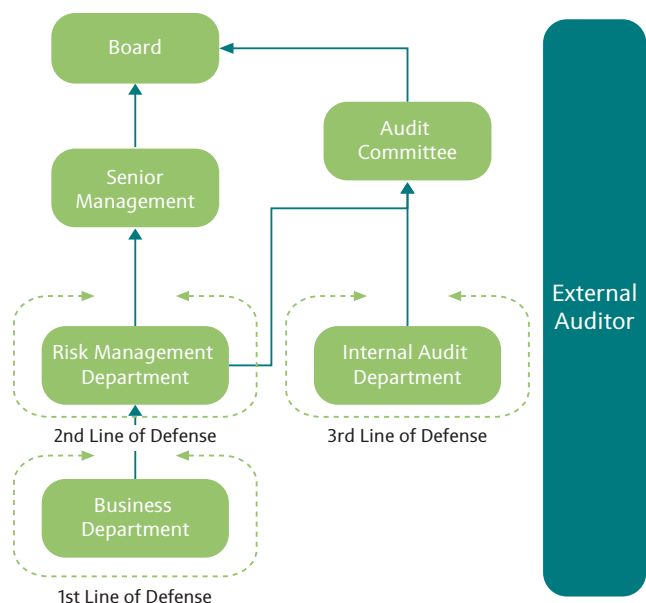 Board
Audit
Committee
Senior
Management
External
Auditor
Risk Management
Department
Internal Audit
Department
2nd Line of Defense
3rd Line of Defense
Business
Department
1st Line of Defense